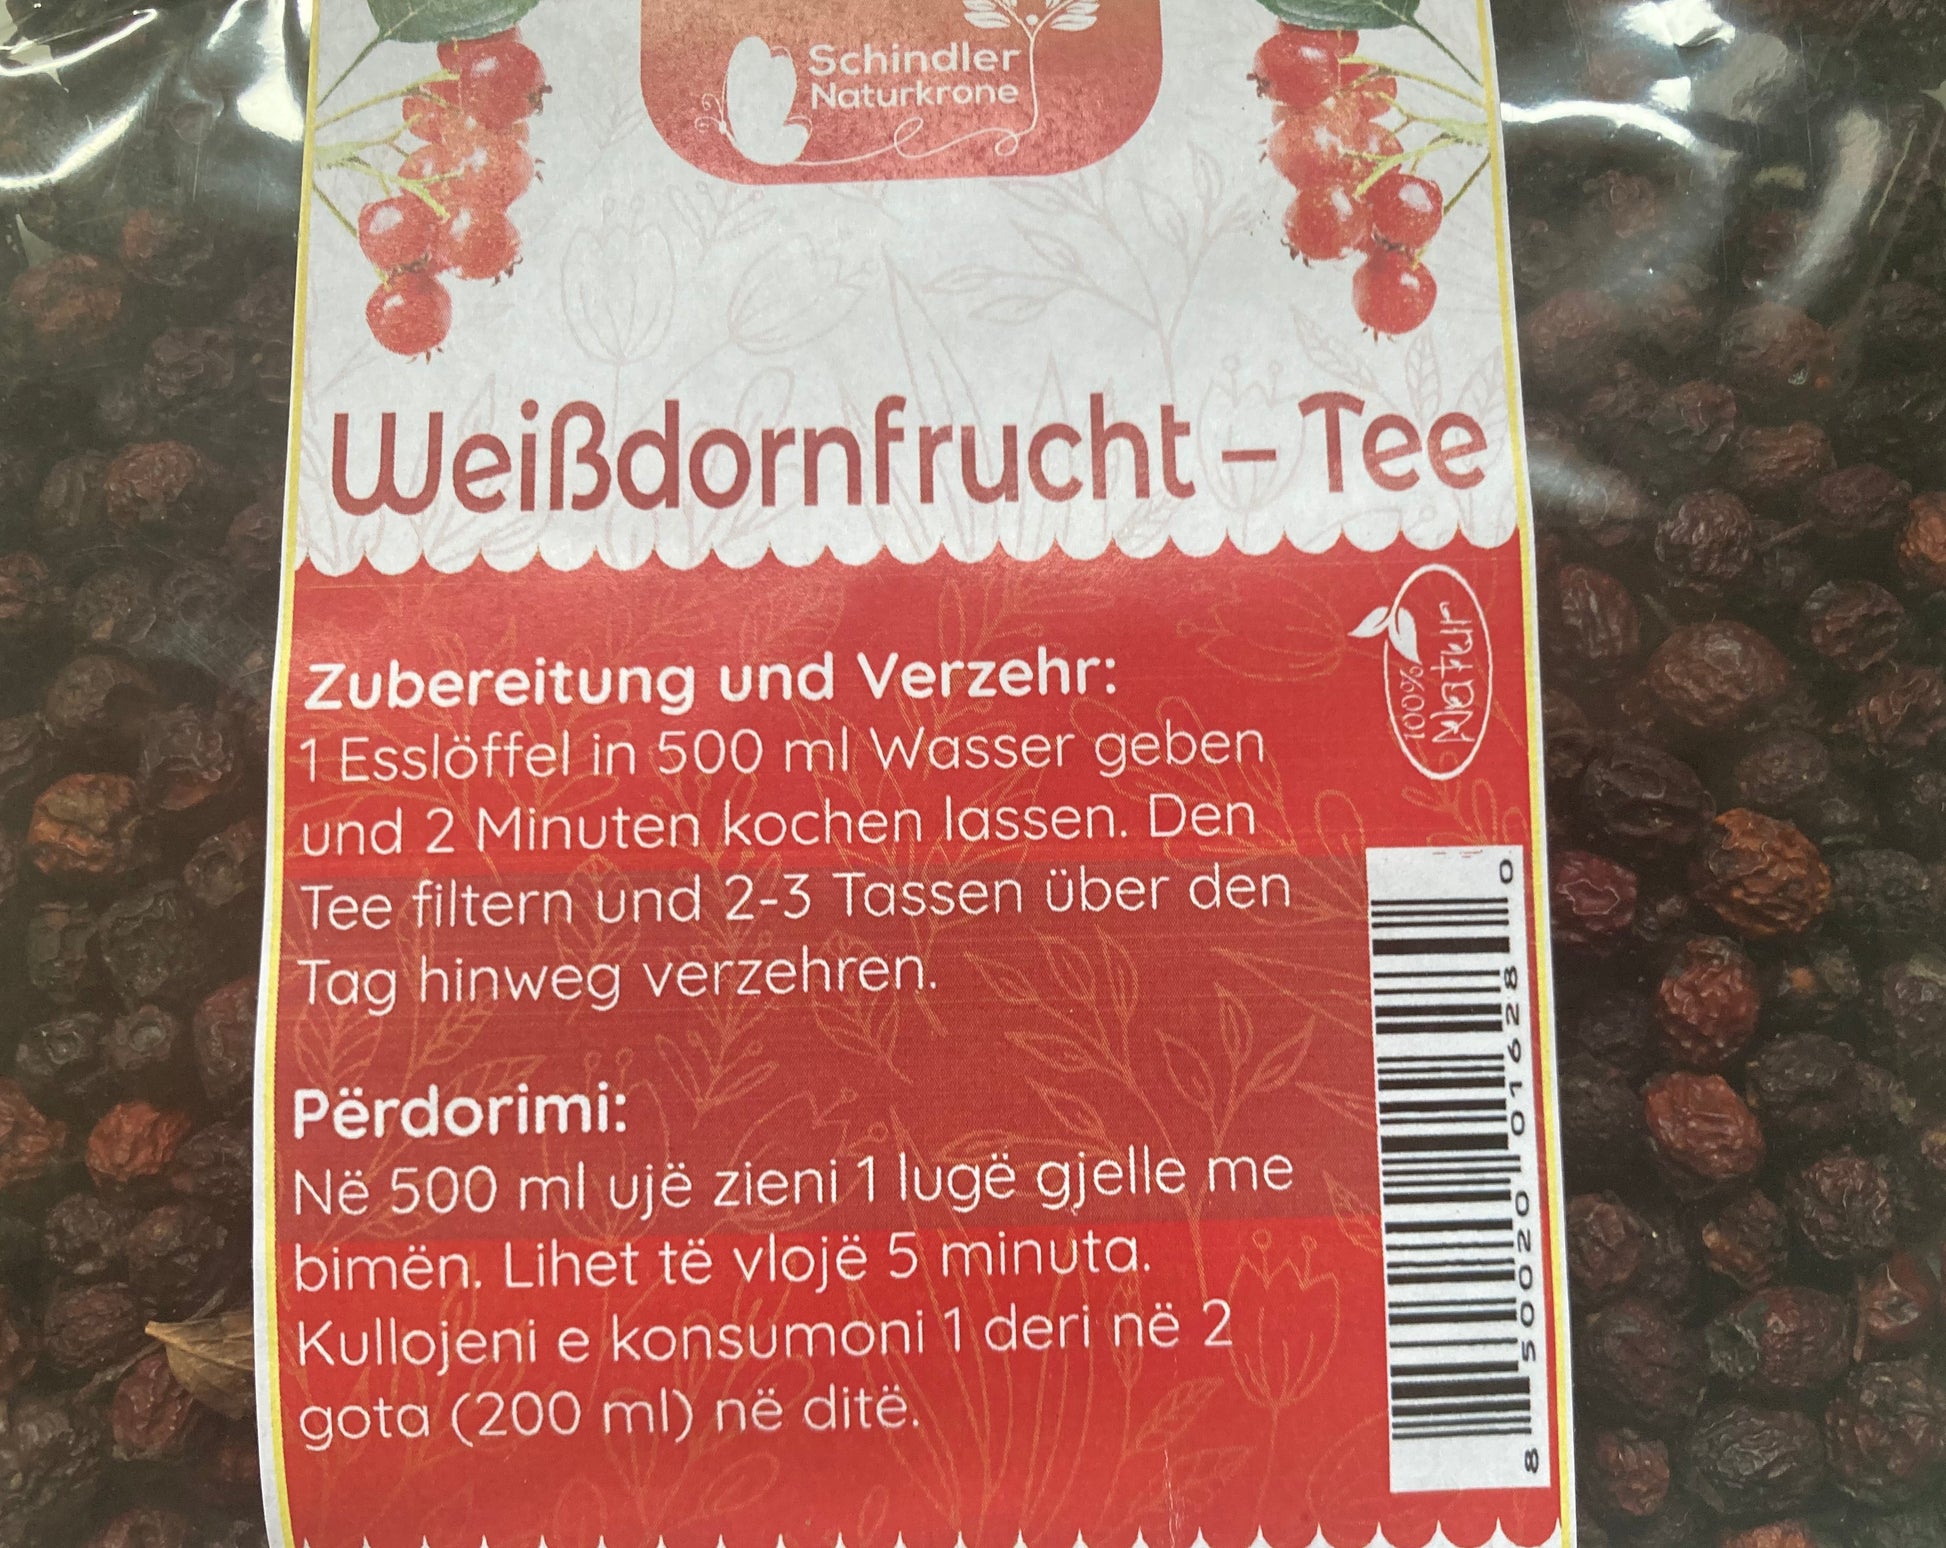 Schindler
Naturkrone
Weißdornfrucht – Tee
100%
Natur
Zubereitung und Verzehr:
1 Esslöffel in 500 ml Wasser geben
und 2 Minuten kochen lassen. Den
Tee filtern und 2-3 Tassen über den
Tag hinweg verzehren.
Përdorimi:
Në 500 ml ujë zieni 1 lugë gjelle me
bimën. Lihet të vlojë 5 minuta.
Kullojeni e konsumoni 1 deri në 2
gota (200 ml) në ditë.
8 500200 016280